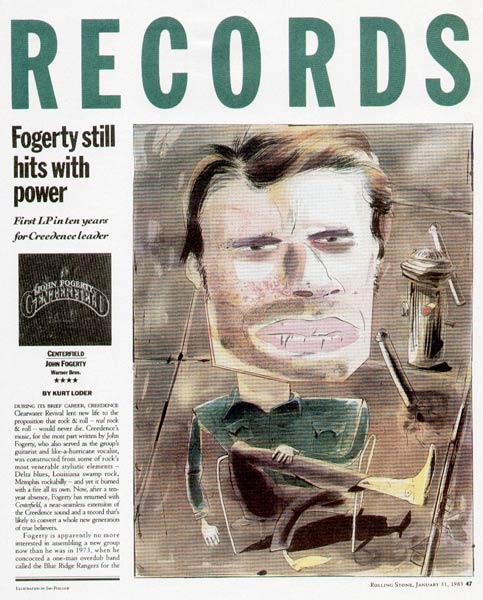 RECORDS
Fogerty still
hits with
power
First LP in ten years
for Creedence leader
JOHN FOGERTY
CENTERFIELD
CENTERFIELD
JOHN FOGERTY
Warner Bros.
★★★★
BY KURT LODER
DURING ITS BRIEF CAREER, CREEDENCE
Clearwater Revival lent new life to the
proposition that rock & roll – real rock
& roll – would never die. Creedence's
music, for the most part written by John
Fogerty, who also served as the group's
guitarist and like-a-hurricane vocalist,
was constructed from some of rock's
most venerable stylistic elements –
Delta blues, Louisiana swamp rock,
Memphis rockabilly – and yet it burned
with a fire all its own. Now, after a ten-
year absence, Fogerty has returned with
Centerfield, a near-seamless extension of
the Creedence sound and a record that's
likely to convert a whole new generation
of true believers.
Fogerty is apparently no more
interested in assembling a new group
now than he was in 1973, when he
concocted a one-man overdub band
called the Blue Ridge Rangers for the
ILLUSTRATION BY IAN POLLOCK
ROLLING STONE, JANUARY 31, 1985 47